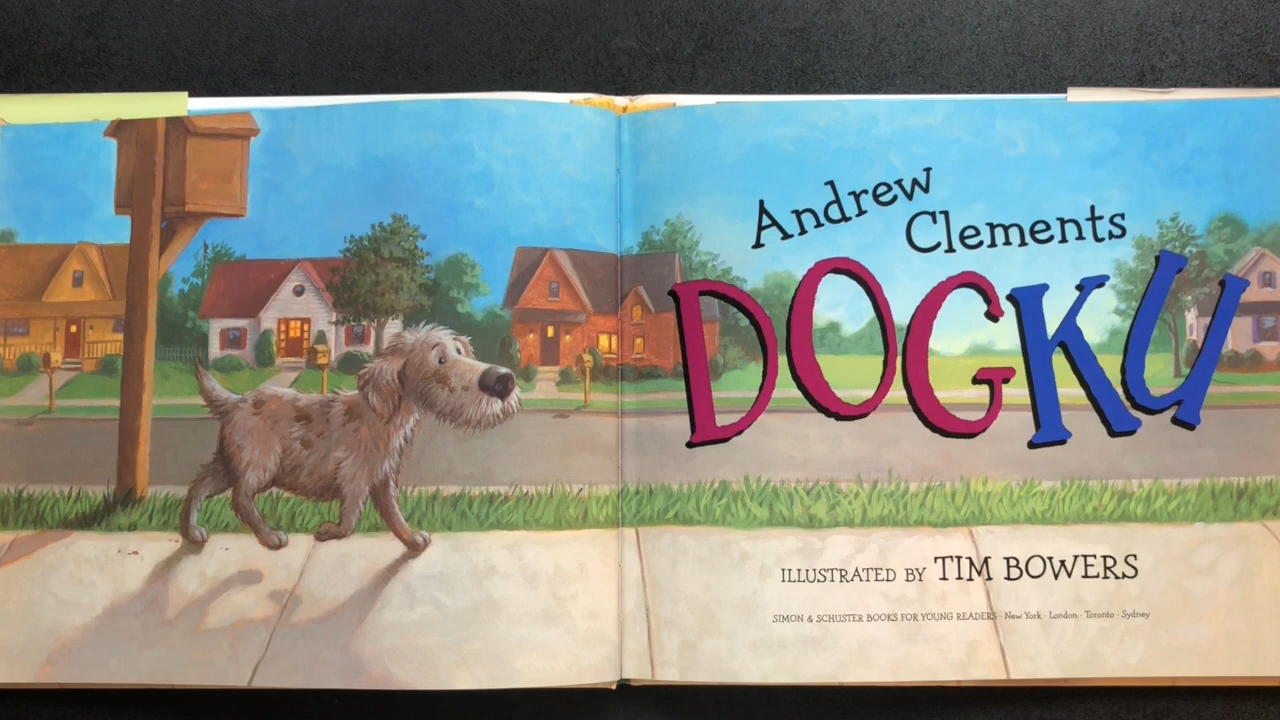 Andrew
Clements
DOGKU
ILLUSTRATED BY TIM BOWERS
SIMON & SCHUSTER BOOKS FOR YOUNG READERS · New York · London · Toronto · Sydney